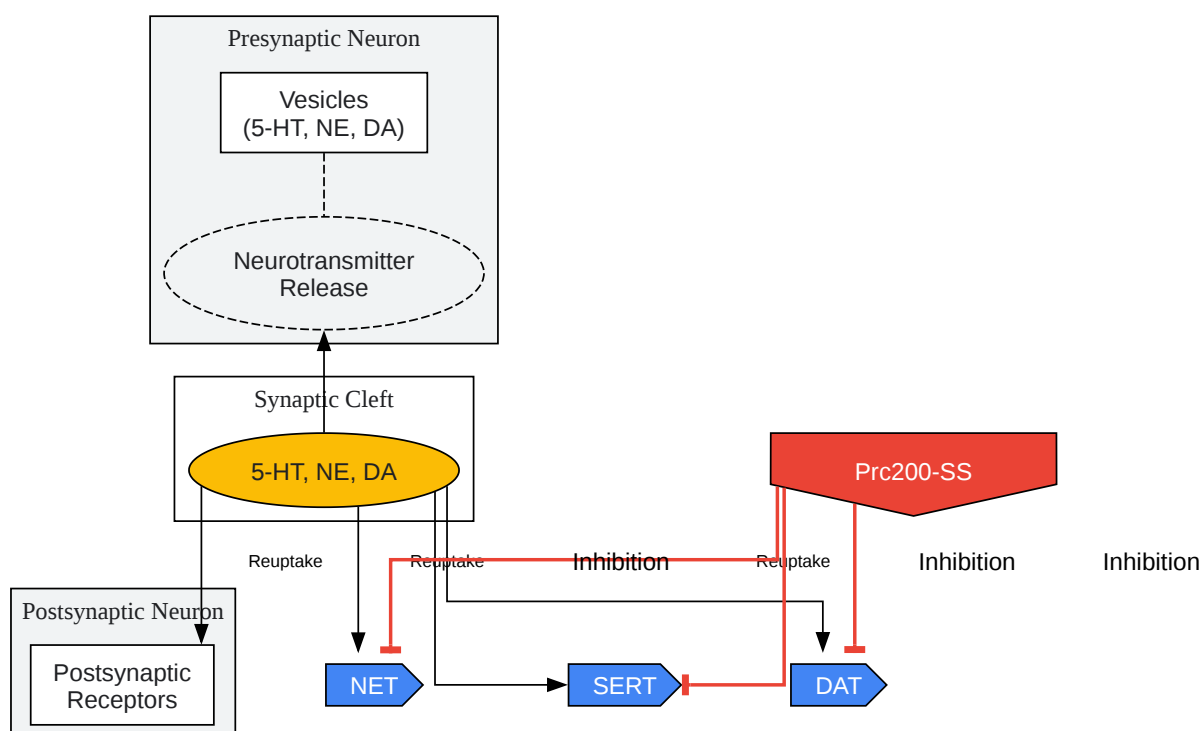 Presynaptic Neuron
Vesicles
(5-HT, NE, DA)
Neurotransmitter
Release
Synaptic Cleft
5-HT, NE, DA
Prc200-SS
Reuptake
Reuptake
Inhibition
Reuptake
Inhibition
Inhibition
Postsynaptic Neuron
Postsynaptic
Receptors
NET
SERT
DAT